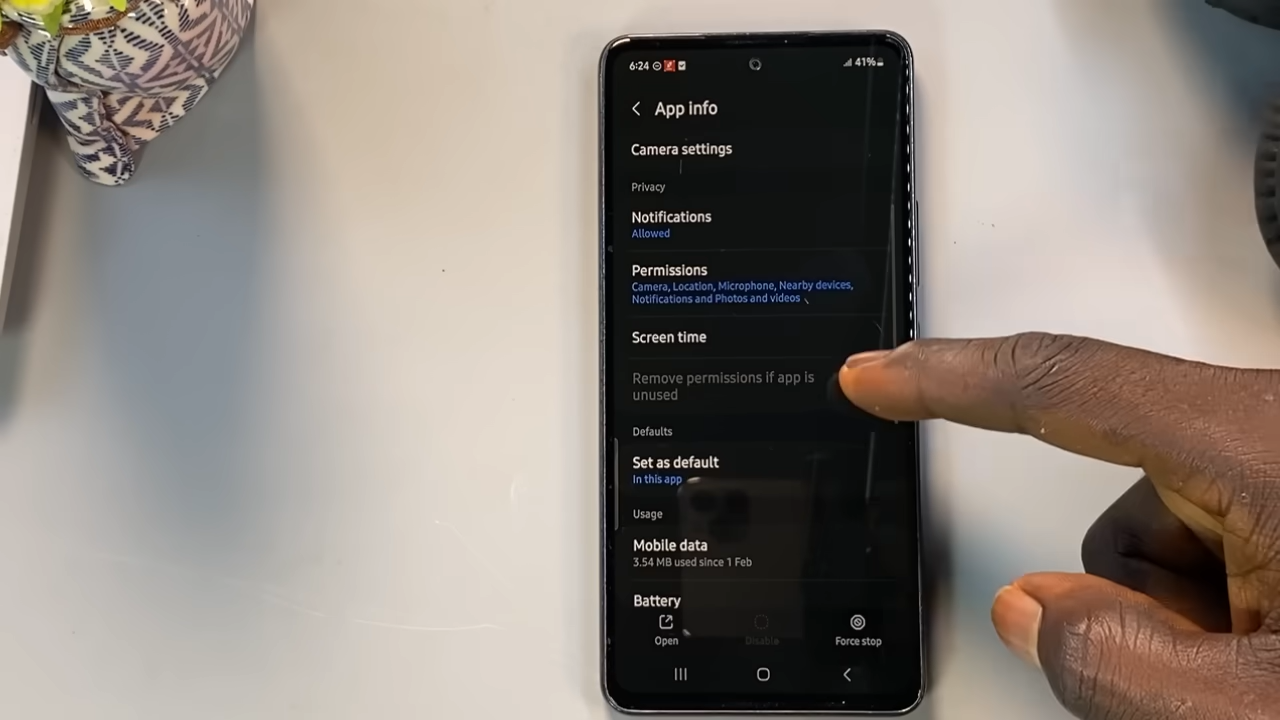 6:24
41%
App info
Camera settings
Privacy
Notifications
Allowed
Permissions
Camera, Location, Microphone, Nearby devices,
Notifications and Photos and videos
Screen time
Remove permissions if app is
unused
Defaults
Set as default
In this app
Usage
Mobile data
3.54 MB used since 1 Feb
Battery
Open
Disable
Force stop